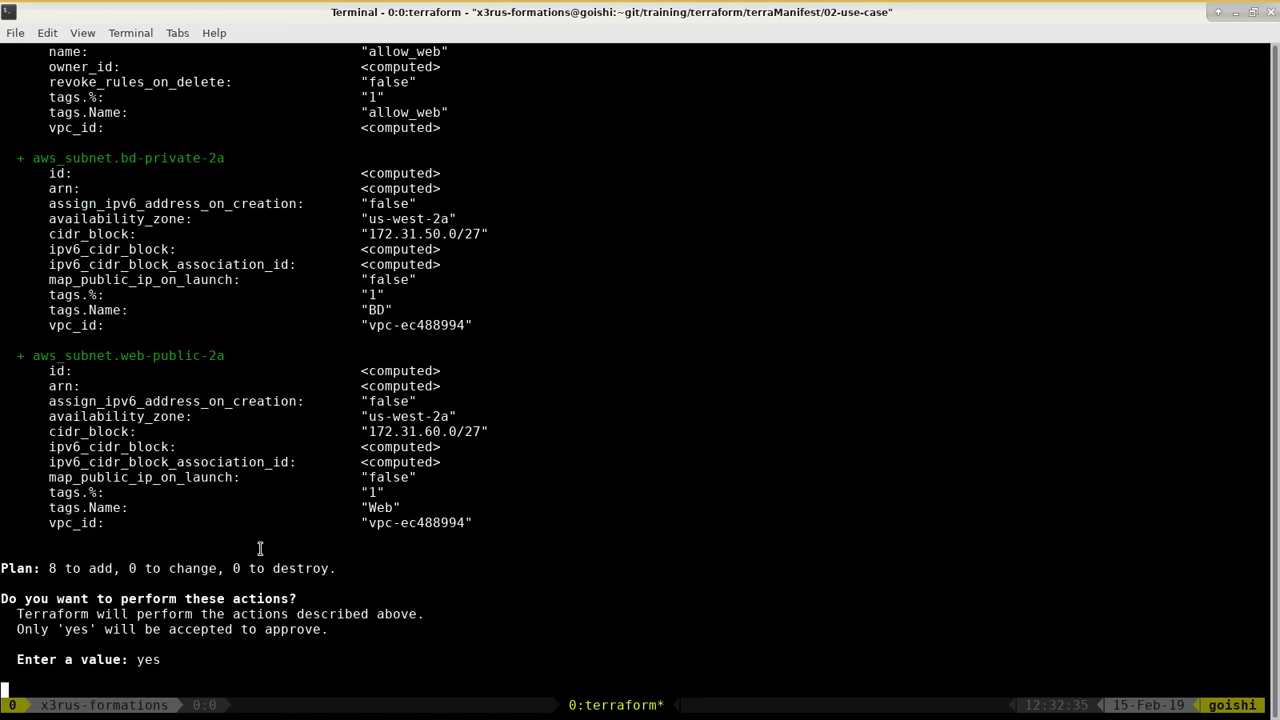 Terminal - 0:0:terraform - "x3rus-formations@goishi:~git/training/terraform/terraManifest/02-use-case"
File Edit View Terminal Tabs Help
name: "allow_web"
owner_id: <computed>
revoke_rules_on_delete: "false"
tags.%: "1"
tags.Name: "allow_web"
vpc_id: <computed>
+ aws_subnet.bd-private-2a
id: <computed>
arn: <computed>
assign_ipv6_address_on_creation: "false"
availability_zone: "us-west-2a"
cidr_block: "172.31.50.0/27"
ipv6_cidr_block: <computed>
ipv6_cidr_block_association_id: <computed>
map_public_ip_on_launch: "false"
tags.%: "1"
tags.Name: "BD"
vpc_id: "vpc-ec488994"
+ aws_subnet.web-public-2a
id: <computed>
arn: <computed>
assign_ipv6_address_on_creation: "false"
availability_zone: "us-west-2a"
cidr_block: "172.31.60.0/27"
ipv6_cidr_block: <computed>
ipv6_cidr_block_association_id: <computed>
map_public_ip_on_launch: "false"
tags.%: "1"
tags.Name: "Web"
vpc_id: "vpc-ec488994"
Plan: 8 to add, 0 to change, 0 to destroy.
Do you want to perform these actions?
Terraform will perform the actions described above.
Only 'yes' will be accepted to approve.
Enter a value: yes
0 x3rus-formations 0:0 0:terraform* 12:32:35 15-Feb-19 goishi